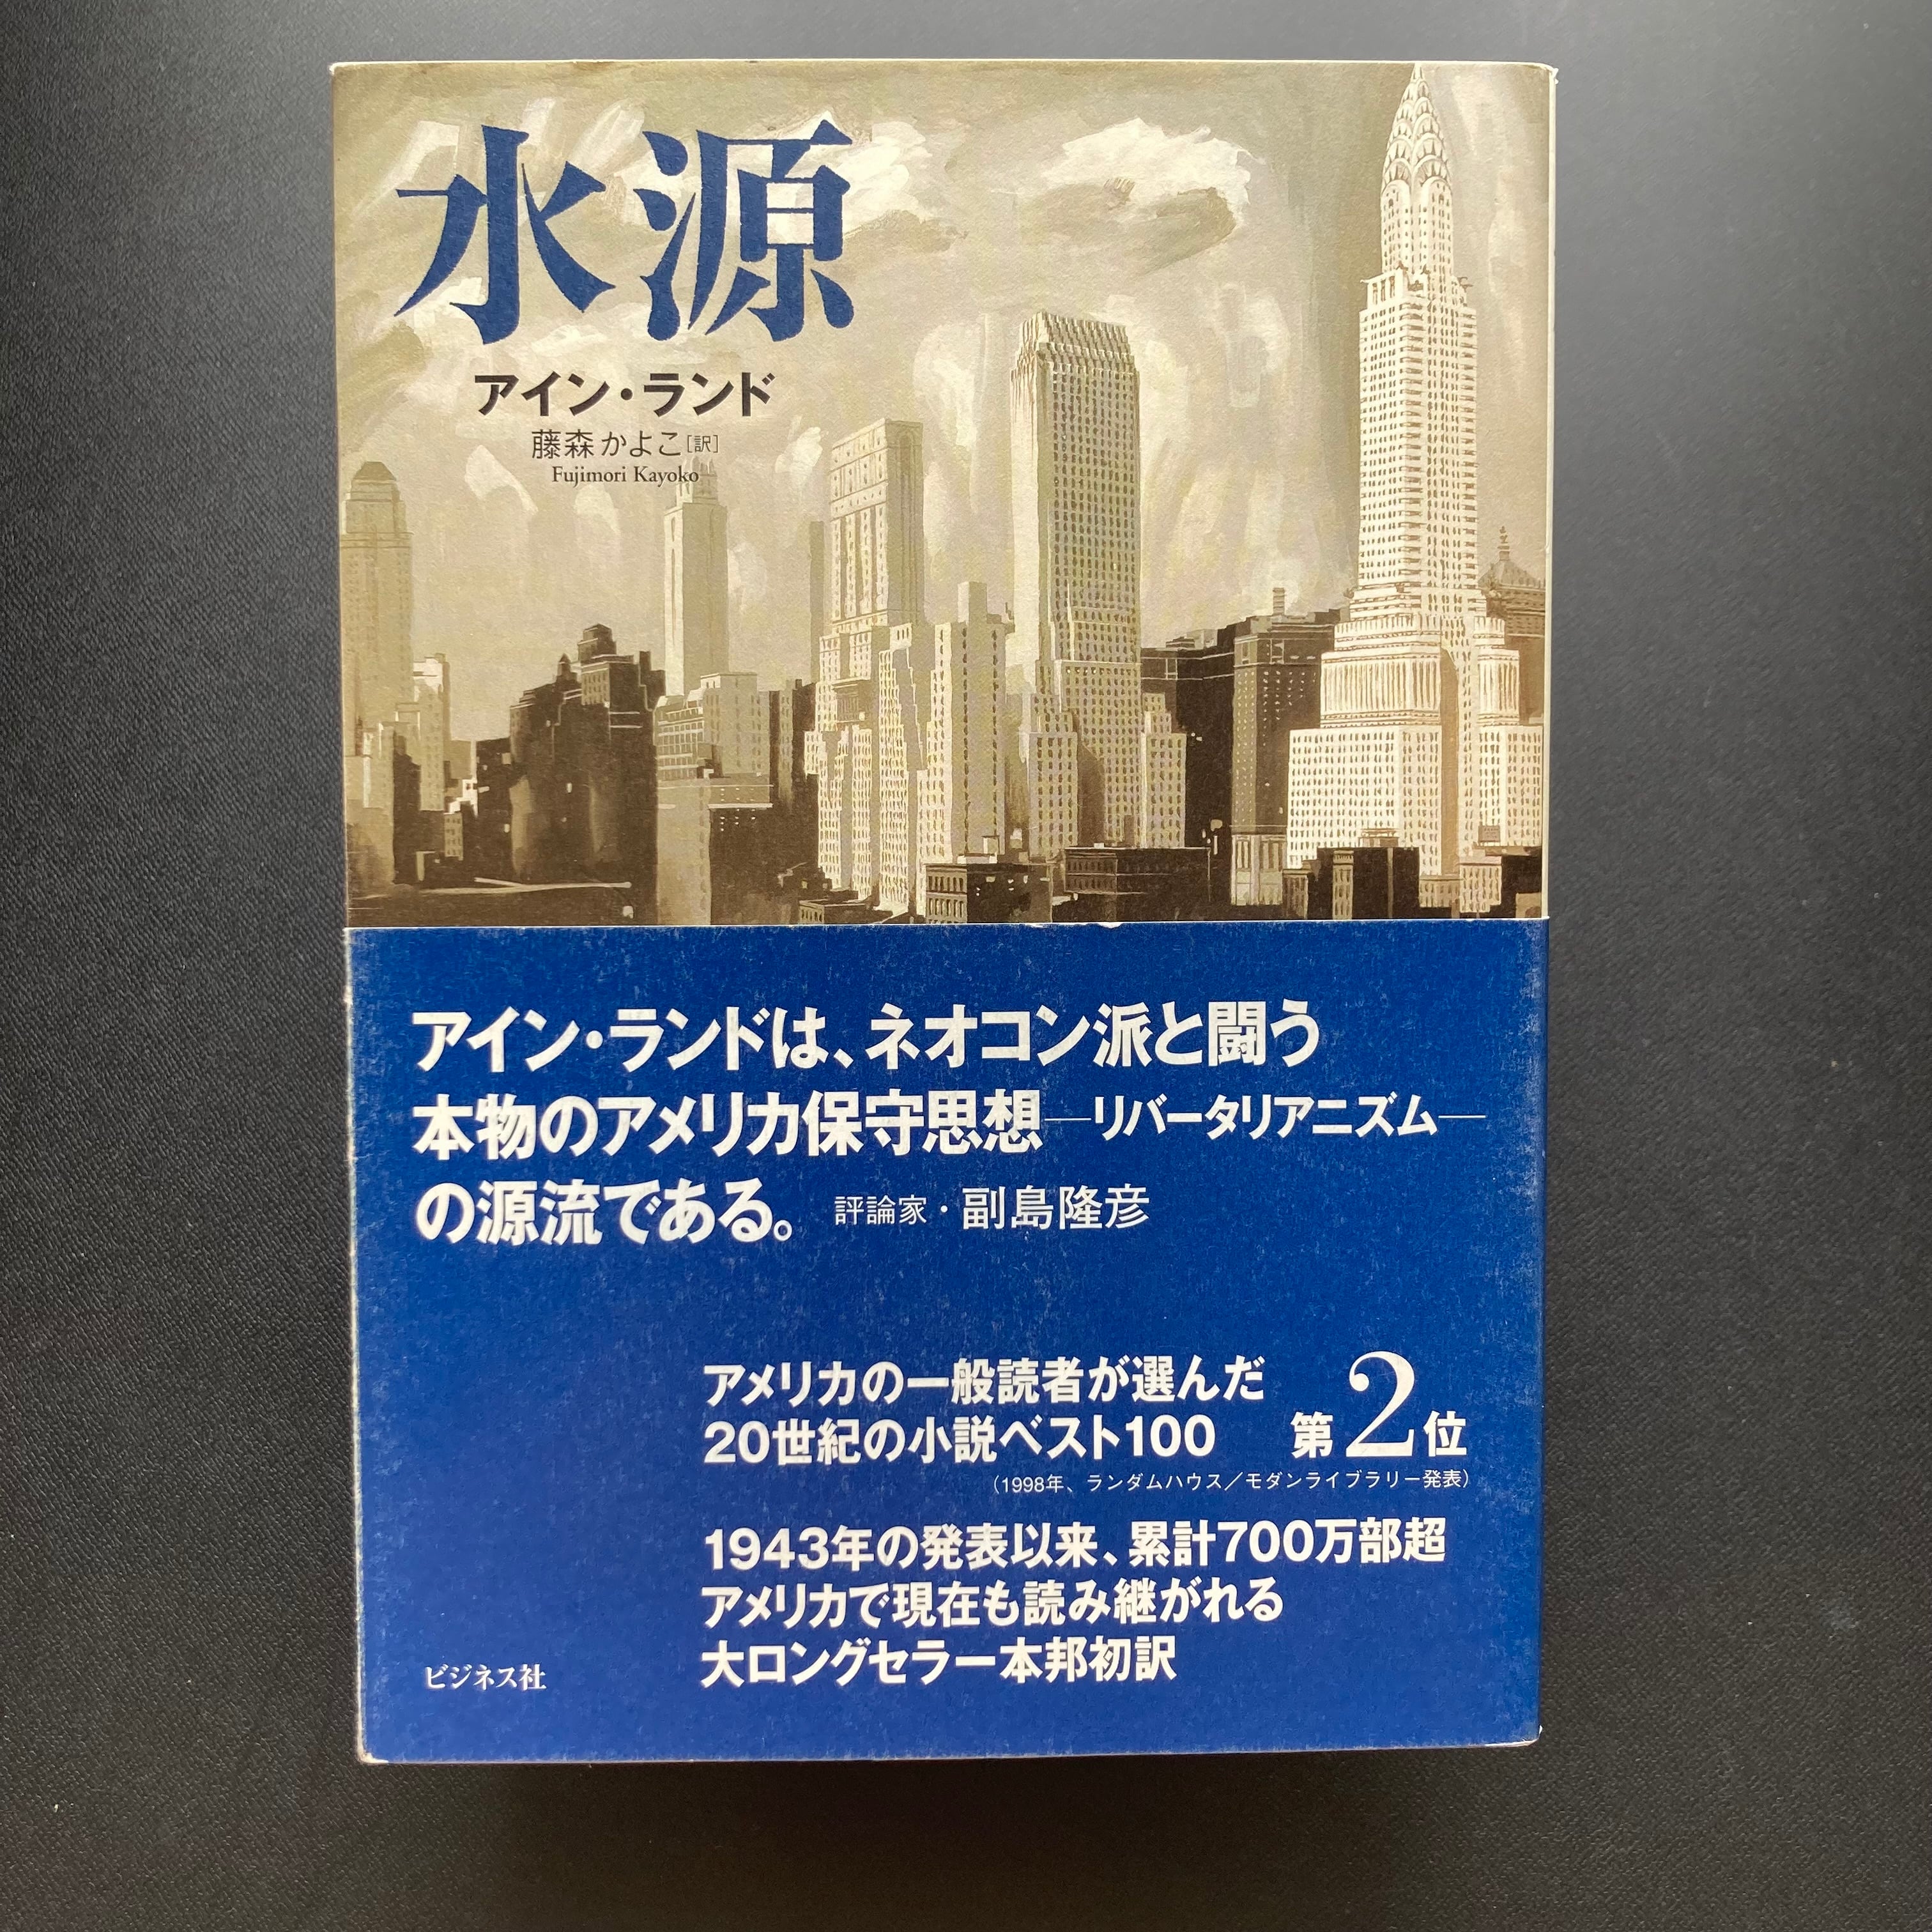 水源
アイン・ランド
藤森 かよこ[訳]
Fujimori Kayoko
アイン・ランドは、ネオコン派と闘う
本物のアメリカ保守思想―リバータリアニズム―
の源流である。 評論家・副島隆彦
アメリカの一般読者が選んだ
20世紀の小説ベスト100 第2位
(1998年、ランダムハウス／モダンライブラリー発表)
1943年の発表以来、累計700万部超
アメリカで現在も読み継がれる
大ロングセラー本邦初訳
ビジネス社